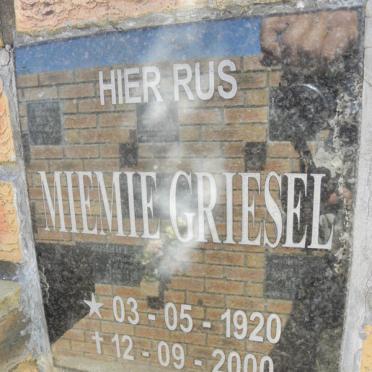 HIER RUS
MIEMIE GRIESEL
★ 03 - 05 - 1920
✝ 12 - 09 - 2000